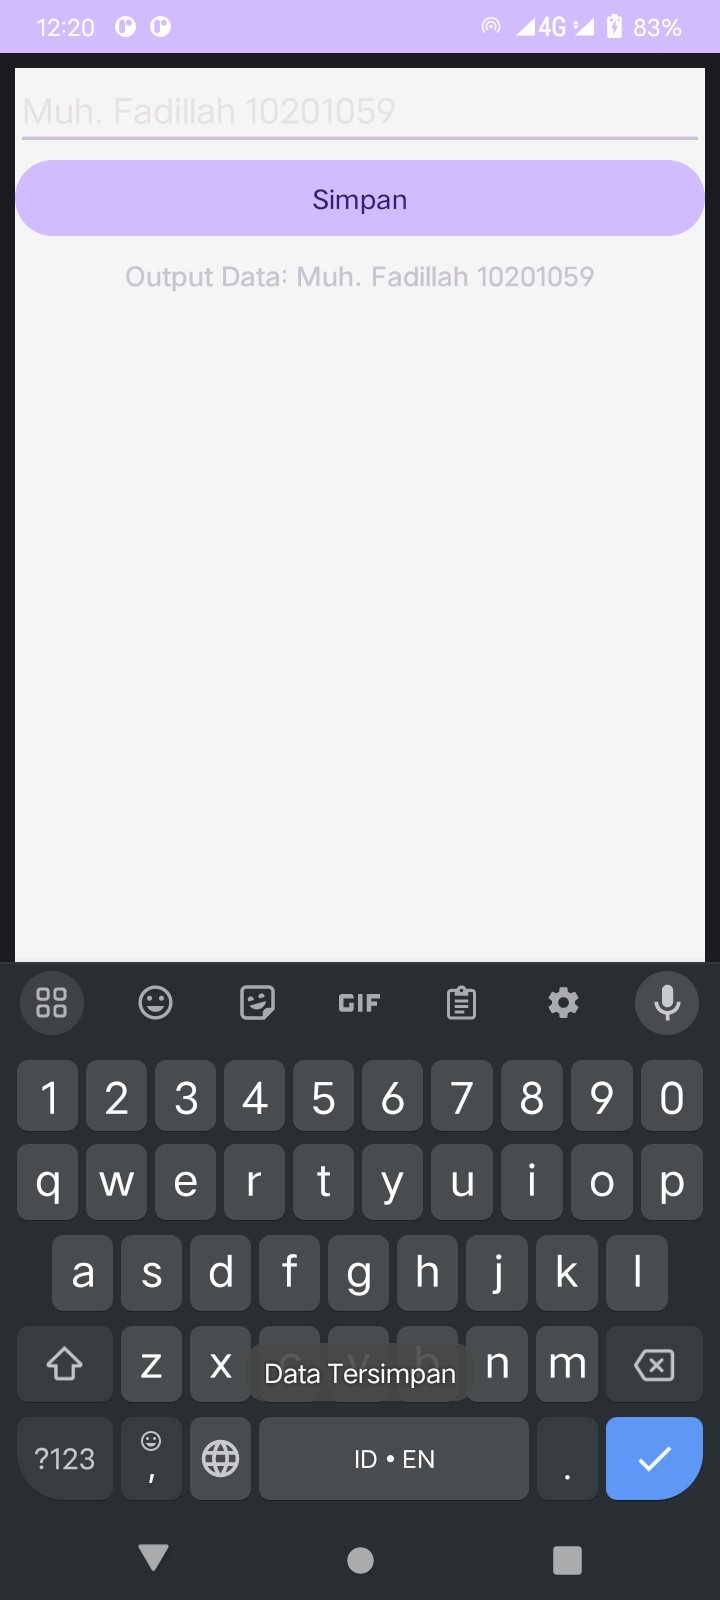 12:20 4G 83%
Muh. Fadillah 10201059
Simpan
Output Data: Muh. Fadillah 10201059
GIF
1 2 3 4 5 6 7 8 9 0
q w e r t y u i o p
a s d f g h j k l
z x c v b n m
Data Tersimpan
?123 , ID • EN .